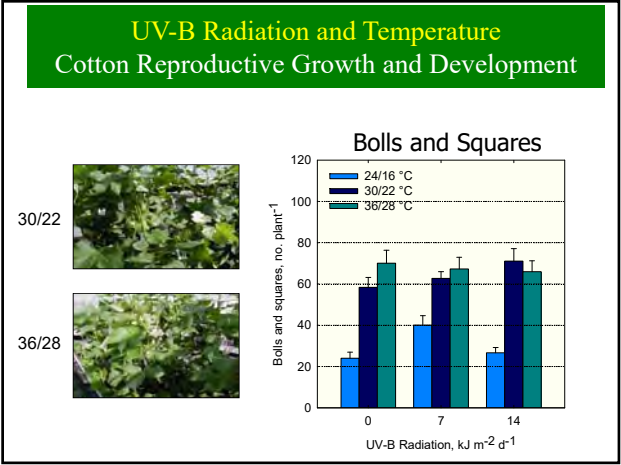 UV-B Radiation and Temperature
Cotton Reproductive Growth and Development
30/22
36/28
Bolls and Squares
Bolls and squares, no. plant-1
120
100
80
60
40
20
0
24/16 °C
30/22 °C
36/28 °C
0 7 14
UV-B Radiation, kJ m-2 d-1